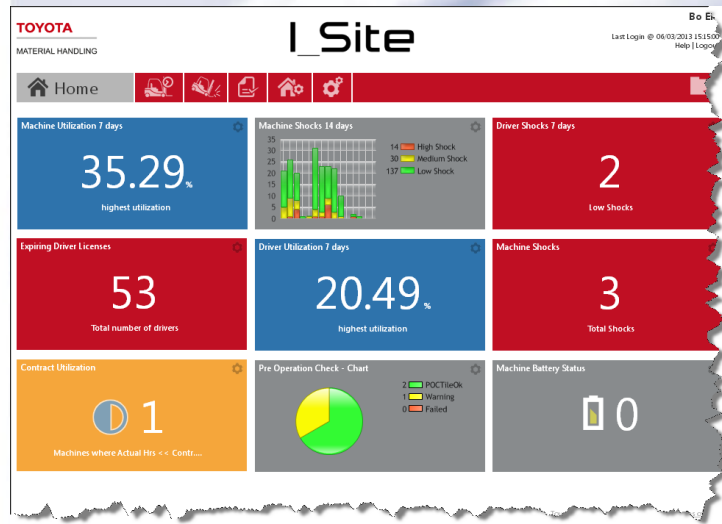 TOYOTA
MATERIAL HANDLING
I_Site
Bo
Last Login @ 06/03/2013 15:15:00
Help | Logou
Home
Machine Utilization 7 days
35.29%
highest utilization
Machine Shocks 14 days
35
30
25
20
15
10
5
0
14 High Shock
30 Medium Shock
137 Low Shock
Driver Shocks 7 days
2
Low Shocks
Expiring Driver Licenses
53
Total number of drivers
Driver Utilization 7 days
20.49%
highest utilization
Machine Shocks
3
Total Shocks
Contract Utilization
1
Machines where Actual Hrs << Contr....
Pre Operation Check - Chart
2 POCTileOk
1 Warning
0 Failed
Machine Battery Status
0